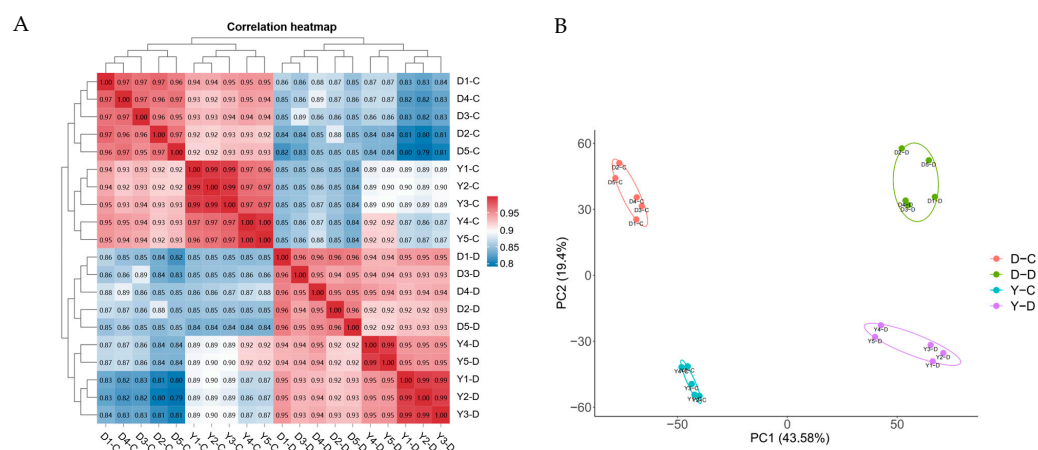 A
B
Correlation heatmap
1.00 0.97 0.97 0.97 0.96 0.94 0.94 0.95 0.95 0.95 0.86 0.86 0.88 0.87 0.85 0.87 0.87 0.83 0.83 0.84 D1-C
0.97 1.00 0.97 0.96 0.97 0.93 0.92 0.93 0.95 0.94 0.85 0.86 0.89 0.87 0.86 0.87 0.87 0.82 0.82 0.83 D4-C
0.97 0.97 1.00 0.96 0.95 0.93 0.92 0.94 0.94 0.94 0.85 0.89 0.86 0.86 0.85 0.86 0.86 0.82 0.82 0.83 D3-C
0.97 0.96 0.96 1.00 0.97 0.92 0.92 0.93 0.93 0.92 0.84 0.84 0.85 0.88 0.85 0.84 0.84 0.81 0.80 0.81 D2-C
0.96 0.97 0.95 0.97 1.00 0.92 0.92 0.92 0.93 0.93 0.82 0.83 0.85 0.85 0.85 0.84 0.84 0.80 0.79 0.81 D5-C
0.94 0.93 0.93 0.92 0.92 1.00 0.99 0.99 0.97 0.96 0.85 0.85 0.86 0.85 0.84 0.89 0.89 0.89 0.89 0.89 Y1-C
0.94 0.92 0.92 0.92 0.92 0.99 1.00 0.99 0.97 0.97 0.85 0.85 0.86 0.85 0.84 0.89 0.89 0.90 0.90 0.90 Y2-C
0.95 0.93 0.94 0.93 0.92 0.99 0.99 1.00 0.97 0.97 0.85 0.86 0.86 0.85 0.84 0.89 0.90 0.89 0.89 0.89 Y3-C
0.95 0.95 0.94 0.93 0.93 0.97 0.97 0.97 1.00 1.00 0.85 0.86 0.87 0.85 0.84 0.92 0.92 0.87 0.87 0.87 Y4-C
0.95 0.94 0.94 0.92 0.93 0.96 0.97 0.97 1.00 1.00 0.85 0.86 0.88 0.85 0.84 0.92 0.92 0.87 0.87 0.87 Y5-C
0.86 0.85 0.85 0.84 0.82 0.85 0.85 0.85 0.85 0.85 1.00 0.96 0.96 0.96 0.96 0.94 0.94 0.95 0.95 0.95 D1-D
0.86 0.86 0.89 0.84 0.83 0.85 0.85 0.86 0.86 0.86 0.96 1.00 0.95 0.94 0.95 0.94 0.94 0.93 0.93 0.93 D3-D
0.88 0.89 0.86 0.85 0.85 0.86 0.86 0.86 0.87 0.88 0.96 0.95 1.00 0.95 0.95 0.94 0.95 0.93 0.94 0.94 D4-D
0.87 0.87 0.86 0.88 0.85 0.85 0.85 0.85 0.85 0.85 0.96 0.94 0.95 1.00 0.96 0.92 0.92 0.92 0.92 0.92 D2-D
0.85 0.86 0.85 0.85 0.85 0.84 0.84 0.84 0.84 0.84 0.96 0.95 0.95 0.96 1.00 0.92 0.92 0.93 0.93 0.93 D5-D
0.87 0.87 0.86 0.84 0.84 0.89 0.89 0.89 0.92 0.92 0.94 0.94 0.94 0.92 0.92 1.00 0.99 0.95 0.95 0.95 Y4-D
0.87 0.87 0.86 0.84 0.84 0.89 0.89 0.90 0.92 0.92 0.94 0.94 0.95 0.92 0.92 0.99 1.00 0.95 0.95 0.95 Y5-D
0.83 0.82 0.82 0.81 0.80 0.89 0.90 0.89 0.87 0.87 0.95 0.93 0.93 0.92 0.93 0.95 0.95 1.00 0.99 0.99 Y1-D
0.83 0.82 0.82 0.80 0.79 0.89 0.90 0.89 0.87 0.87 0.95 0.93 0.94 0.92 0.93 0.95 0.95 0.99 1.00 0.99 Y2-D
0.84 0.83 0.83 0.81 0.81 0.89 0.90 0.89 0.87 0.87 0.95 0.93 0.94 0.92 0.93 0.95 0.95 0.99 0.99 1.00 Y3-D
D1-C D4-C D3-C D2-C D5-C Y1-C Y2-C Y3-C Y4-C Y5-C D1-D D3-D D4-D D2-D D5-D Y4-D Y5-D Y1-D Y2-D Y3-D
0.95
0.9
0.85
0.8
PC2 (19.4%)
60
30
0
−30
−60
D2-C
D5-C
D4-C
D3-C
D1-C
D2-D
D5-D
D1-D
D3-D
Y4-D
Y5-D
Y3-D
Y2-D
Y1-D
Y3-C
−50 0 50
PC1 (43.58%)
D−C
D−D
Y−C
Y−D